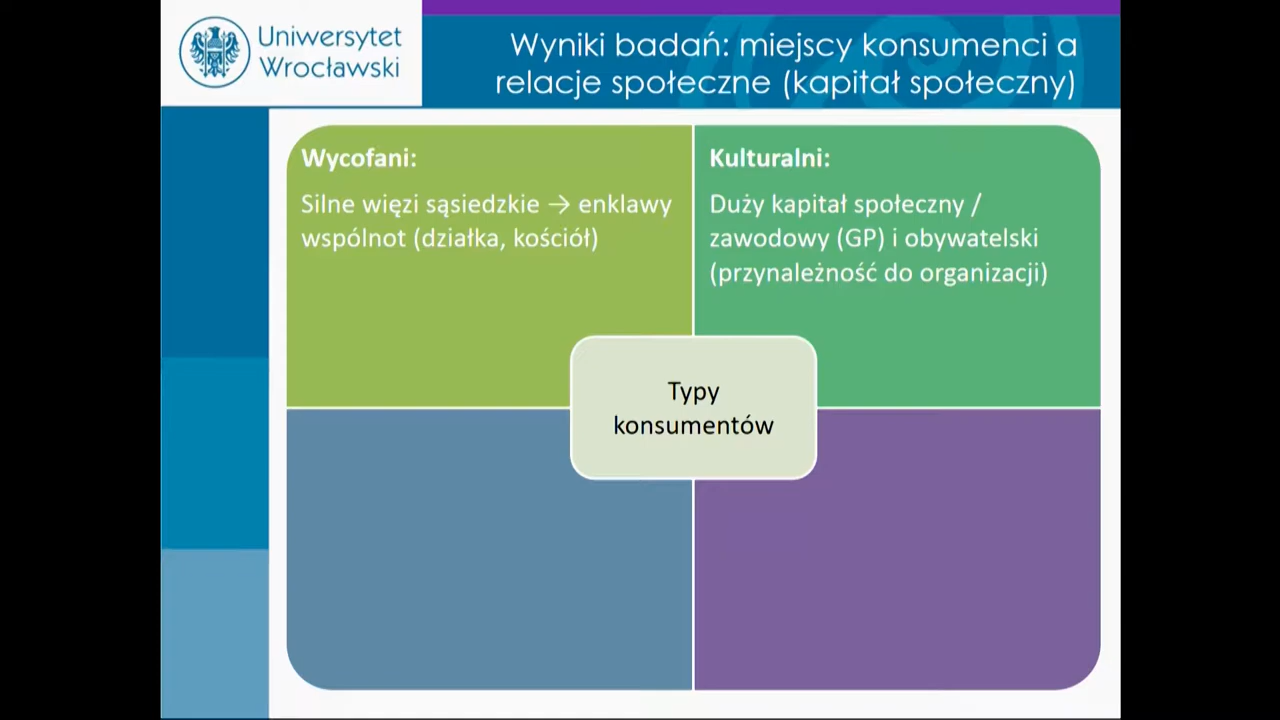 Uniwersytet
Wrocławski
Wyniki badań: miejscy konsumenci a
relacje społeczne (kapitał społeczny)
Wycofani:
Silne więzi sąsiedzkie → enklawy
wspólnot (działka, kościół)
Kulturalni:
Duży kapitał społeczny /
zawodowy (GP) i obywatelski
(przynależność do organizacji)
Typy
konsumentów